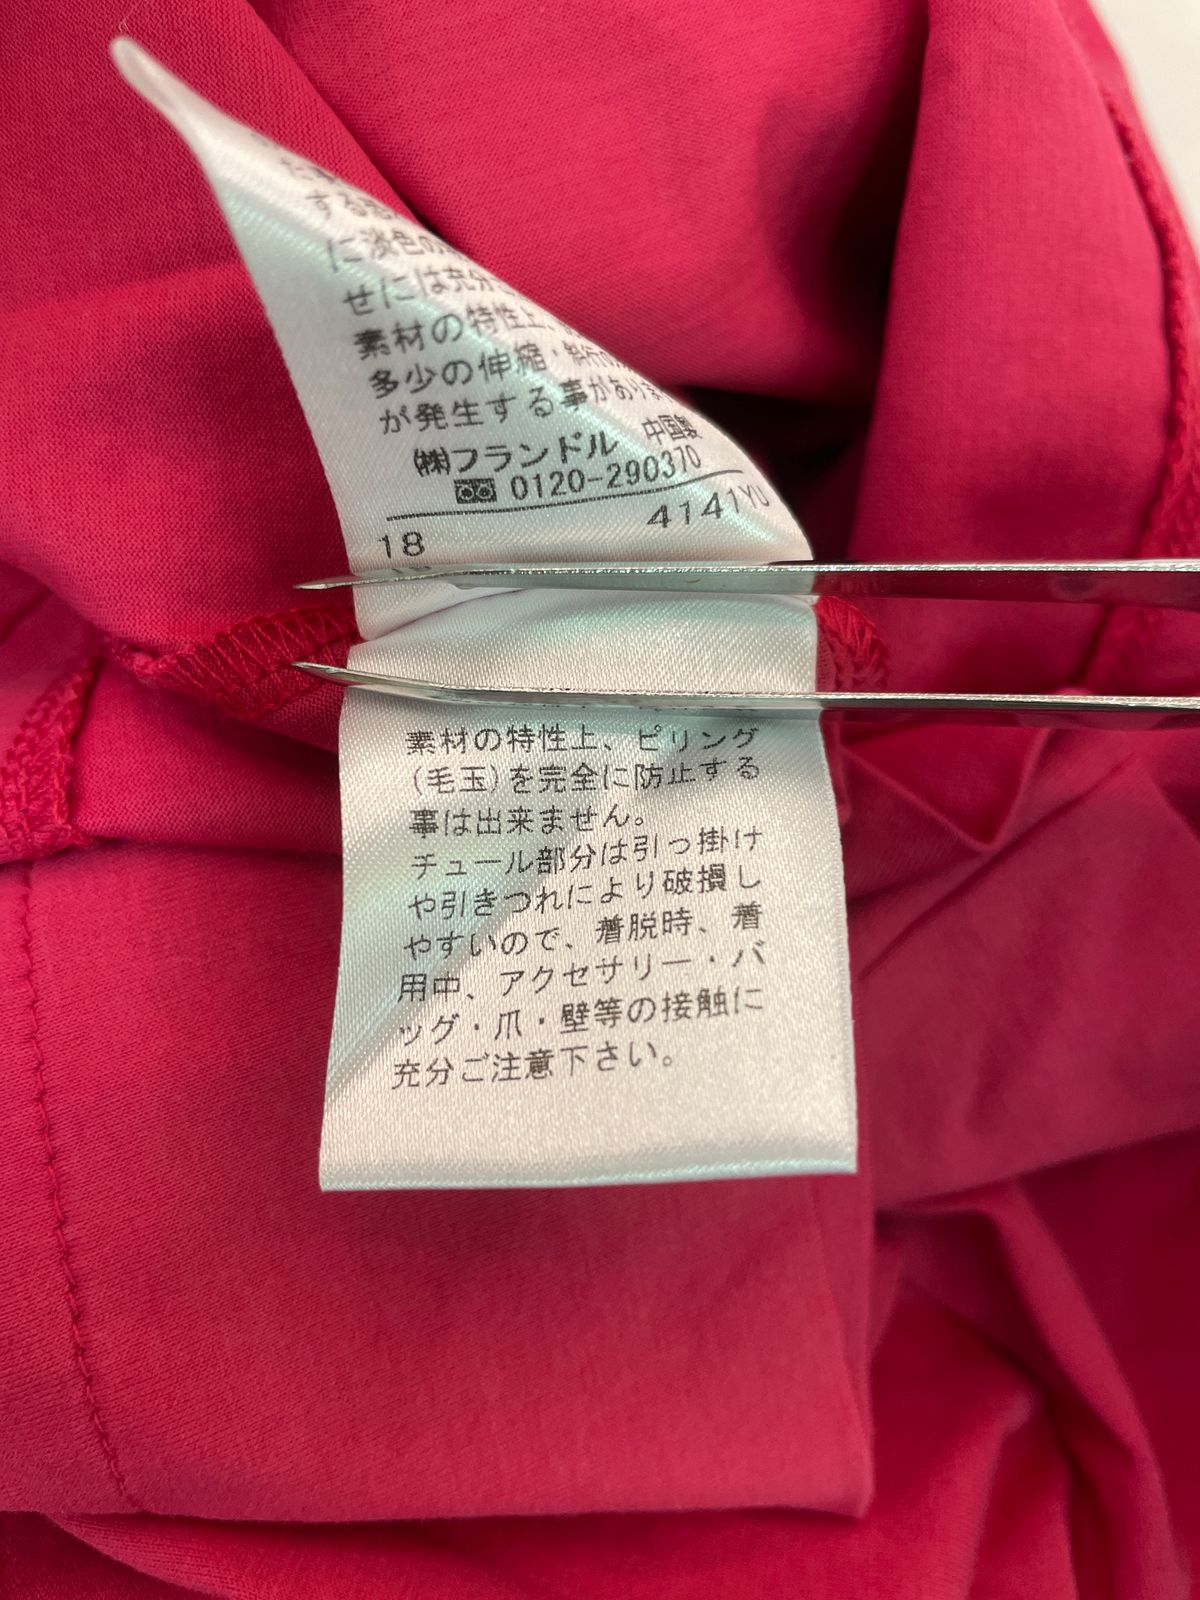 する
に淡色の
せには充分
素材の特性上、
多少の伸縮・斜行
が発生する事があります
(株)フランドル 中国製
0120-290370
18 4141YU
素材の特性上、ピリング
(毛玉)を完全に防止する
事は出来ません。
チュール部分は引っ掛け
や引きつれにより破損し
やすいので、着脱時、着
用中、アクセサリー・バ
ッグ・爪・壁等の接触に
充分ご注意下さい。